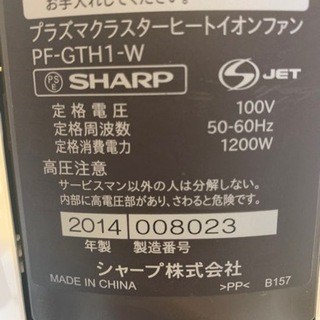 お手入れしてください。
プラズマクラスターヒートイオンファン
PF-GTH1-W
PS E SHARP S JET
定格電圧 100V
定格周波数 50-60Hz
定格消費電力 1200W
高圧注意
サービスマン以外の人は分解しない。
内部に高電圧部があり、さわると危険です。
2014 008023
年製 製造番号
シャープ株式会社
MADE IN CHINA >PP< B157